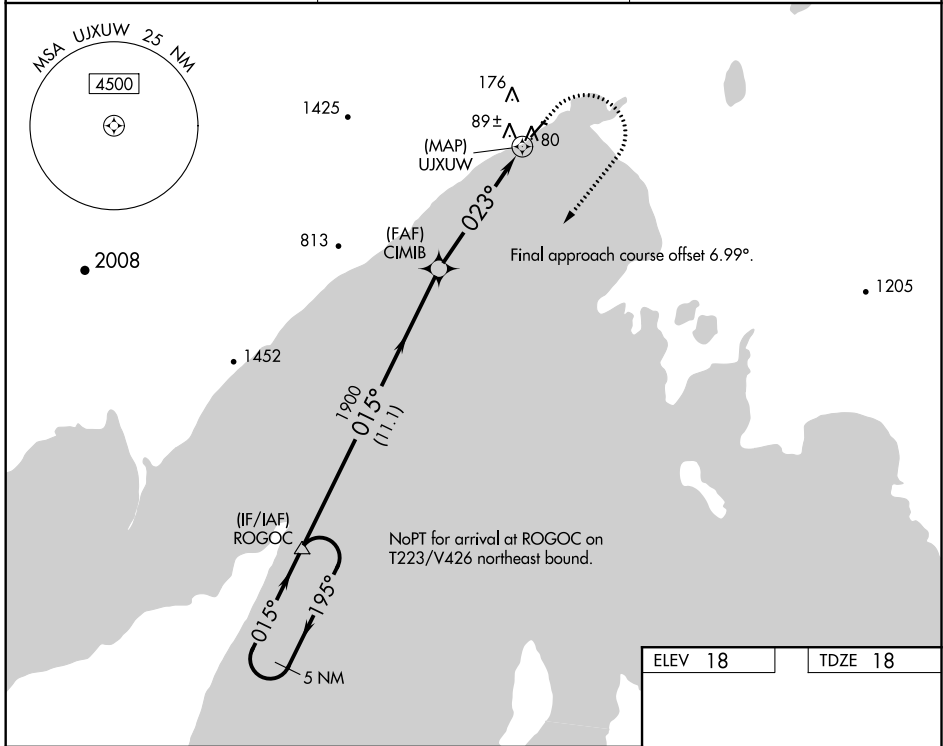 MSA UJXUW 25 NM
4500
1425
176
89±
80
(MAP)
UJXUW
023°
813
(FAF)
CIMIB
Final approach course offset 6.99°.
2008
1205
1452
1900
015°
(11.1)
(IF/IAF)
ROGOC
NoPT for arrival at ROGOC on
T223/V426 northeast bound.
015°
195°
5 NM
ELEV 18
TDZE 18